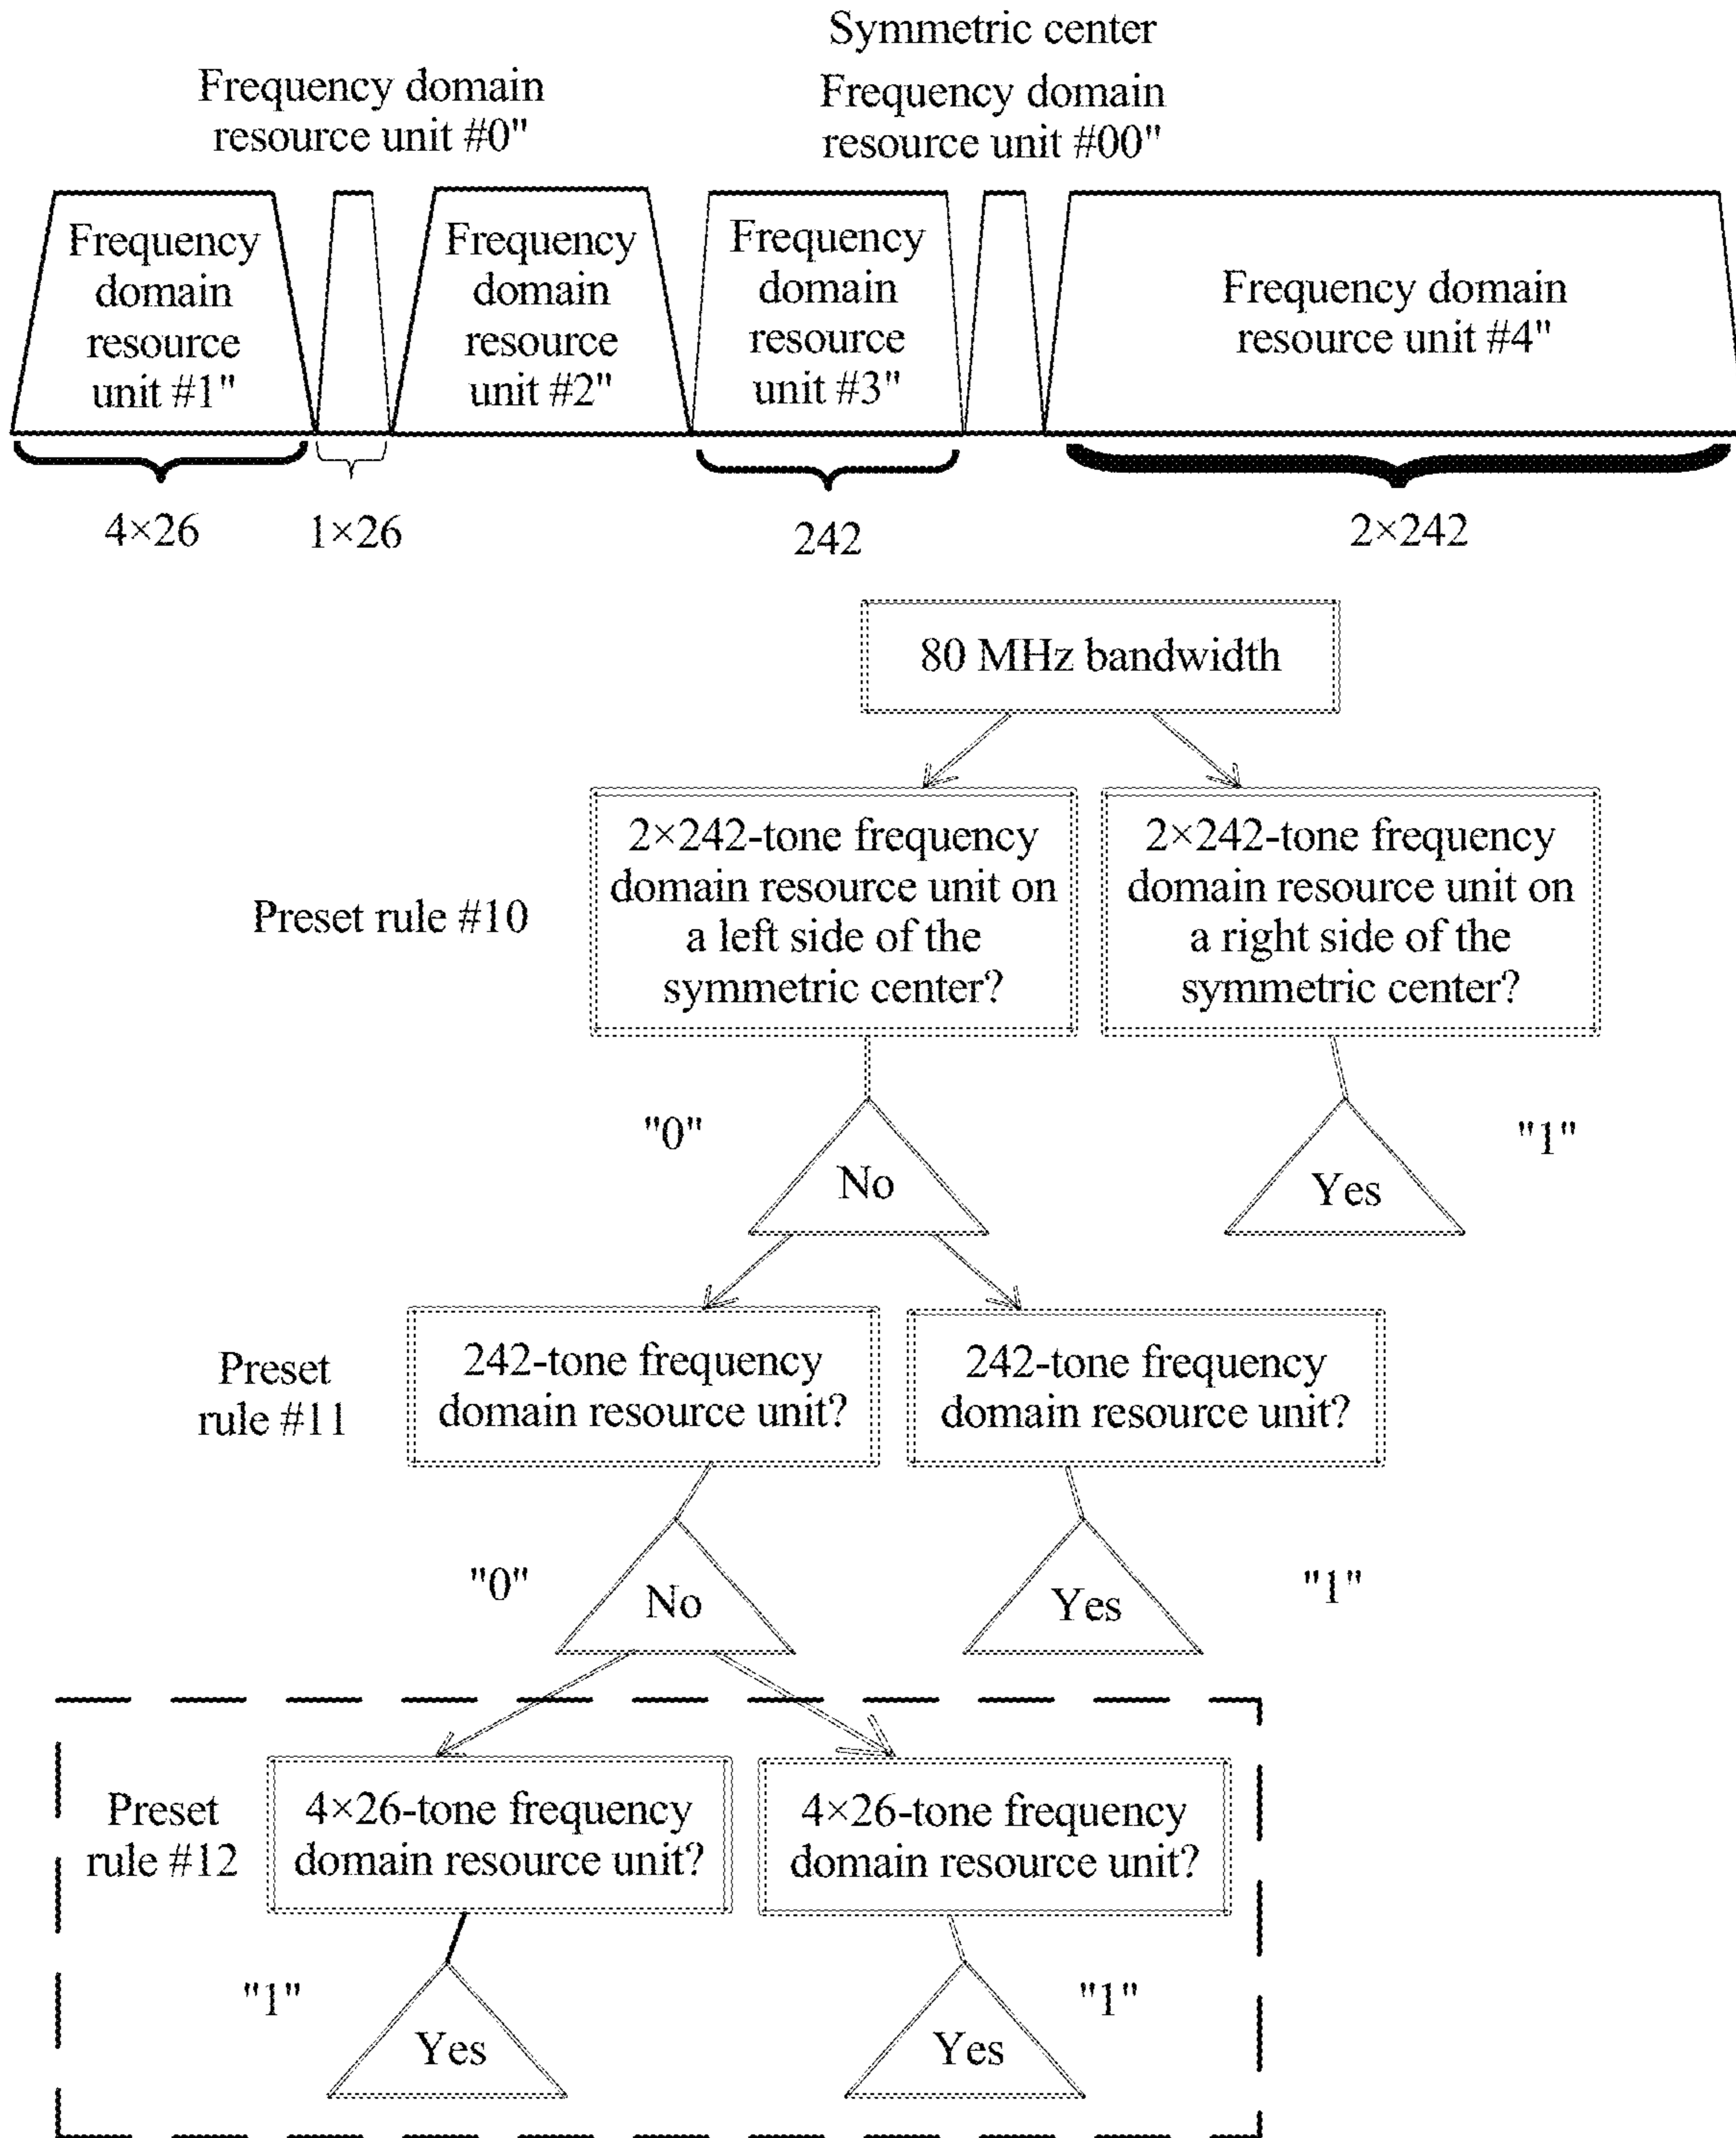 Symmetric center
Frequency domain
resource unit #0"
Frequency domain
resource unit #00"
Frequency
domain
resource
unit #1"
Frequency
domain
resource
unit #2"
Frequency
domain
resource
unit #3"
Frequency domain
resource unit #4"
4×26
1×26
242
2×242
80 MHz bandwidth
Preset rule #10
2×242-tone frequency
domain resource unit on
a left side of the
symmetric center?
2×242-tone frequency
domain resource unit on
a right side of the
symmetric center?
"0"
No
Yes
"1"
Preset
rule #11
242-tone frequency
domain resource unit?
242-tone frequency
domain resource unit?
"0"
No
Yes
"1"
Preset
rule #12
4×26-tone frequency
domain resource unit?
4×26-tone frequency
domain resource unit?
"1"
Yes
Yes
"1"